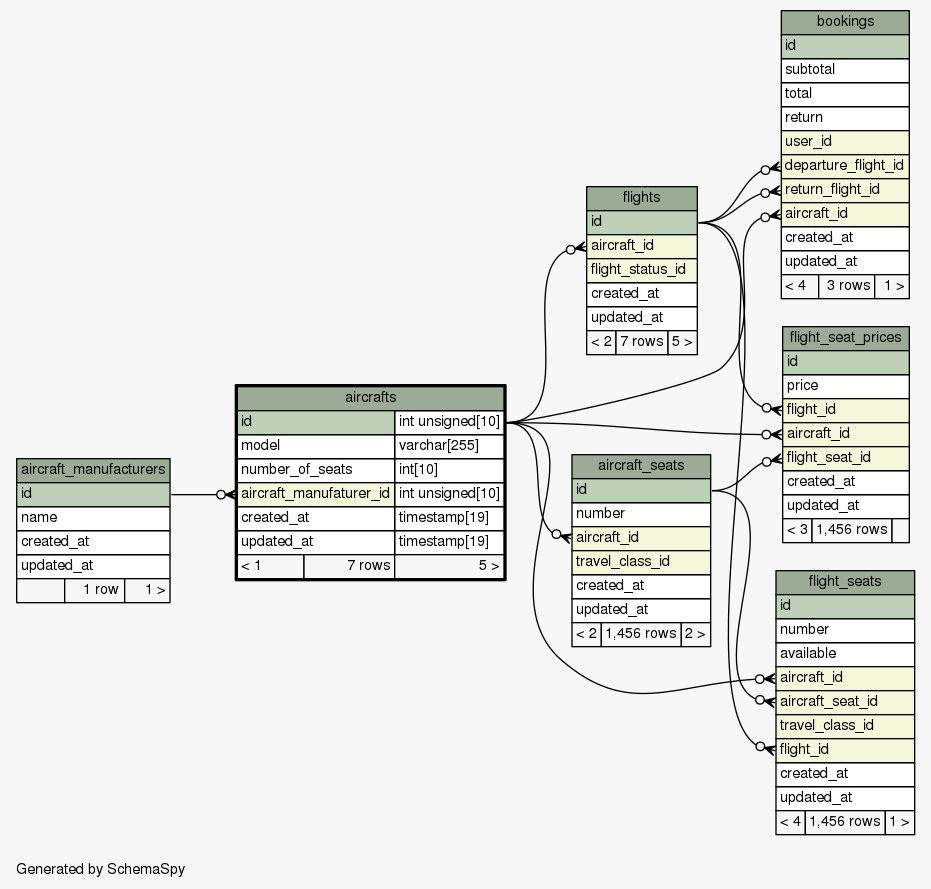 bookings
id
subtotal
total
return
user_id
departure_flight_id
return_flight_id
aircraft_id
created_at
updated_at
< 4 3 rows 1 >
flights
id
aircraft_id
flight_status_id
created_at
updated_at
< 2 7 rows 5 >
flight_seat_prices
id
price
flight_id
aircraft_id
flight_seat_id
created_at
updated_at
< 3 1,456 rows
aircrafts
id int unsigned[10]
model varchar[255]
number_of_seats int[10]
aircraft_manufaturer_id int unsigned[10]
created_at timestamp[19]
updated_at timestamp[19]
< 1 7 rows 5 >
aircraft_manufacturers
id
name
created_at
updated_at
1 row 1 >
aircraft_seats
id
number
aircraft_id
travel_class_id
created_at
updated_at
< 2 1,456 rows 2 >
flight_seats
id
number
available
aircraft_id
aircraft_seat_id
travel_class_id
flight_id
created_at
updated_at
< 4 1,456 rows 1 >
Generated by SchemaSpy